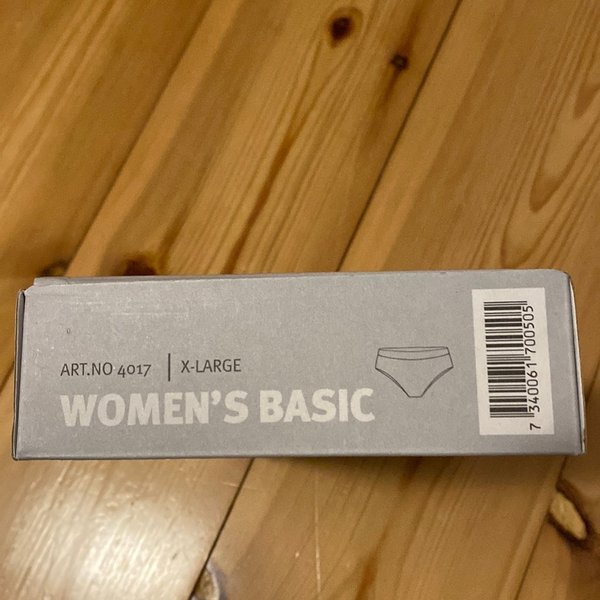 ART.NO 4017 | X-LARGE
WOMEN'S BASIC
7 340061 700505